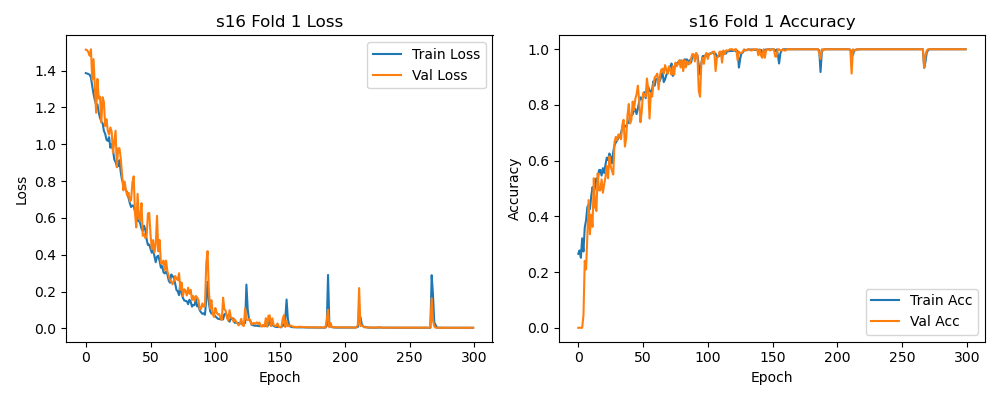 s16 Fold 1 Loss
Train Loss
Val Loss
1.4
1.2
1.0
0.8
0.6
0.4
0.2
0.0
Loss
0
50
100
150
200
250
300
Epoch
s16 Fold 1 Accuracy
1.0
0.8
0.6
0.4
0.2
0.0
Accuracy
Train Acc
Val Acc
0
50
100
150
200
250
300
Epoch